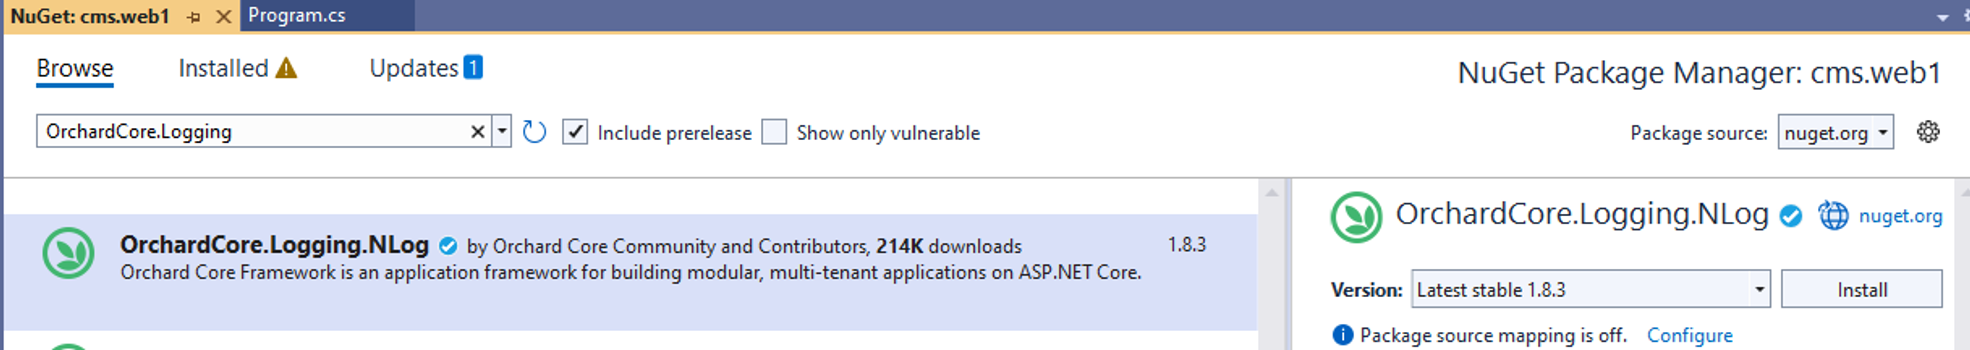 NuGet: cms.web1 Program.cs
Browse Installed Updates 1
NuGet Package Manager: cms.web1
OrchardCore.Logging Include prerelease Show only vulnerable
Package source: nuget.org
OrchardCore.Logging.NLog by Orchard Core Community and Contributors, 214K downloads 1.8.3
Orchard Core Framework is an application framework for building modular, multi-tenant applications on ASP.NET Core.
OrchardCore.Logging.NLog nuget.org
Version: Latest stable 1.8.3 Install
Package source mapping is off. Configure